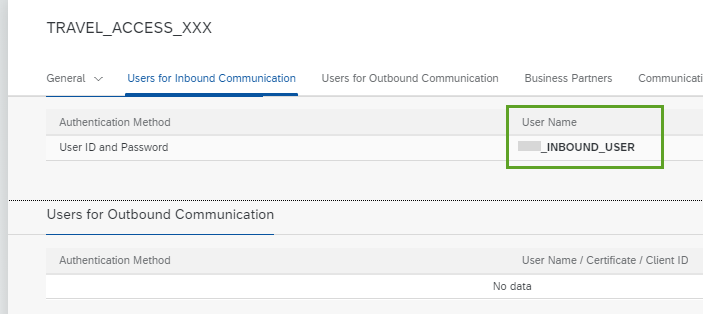 TRAVEL_ACCESS_XXX
General Users for Inbound Communication Users for Outbound Communication Business Partners Communicati
Authentication Method User Name
User ID and Password _INBOUND_USER
Users for Outbound Communication
Authentication Method User Name / Certificate / Client ID
No data